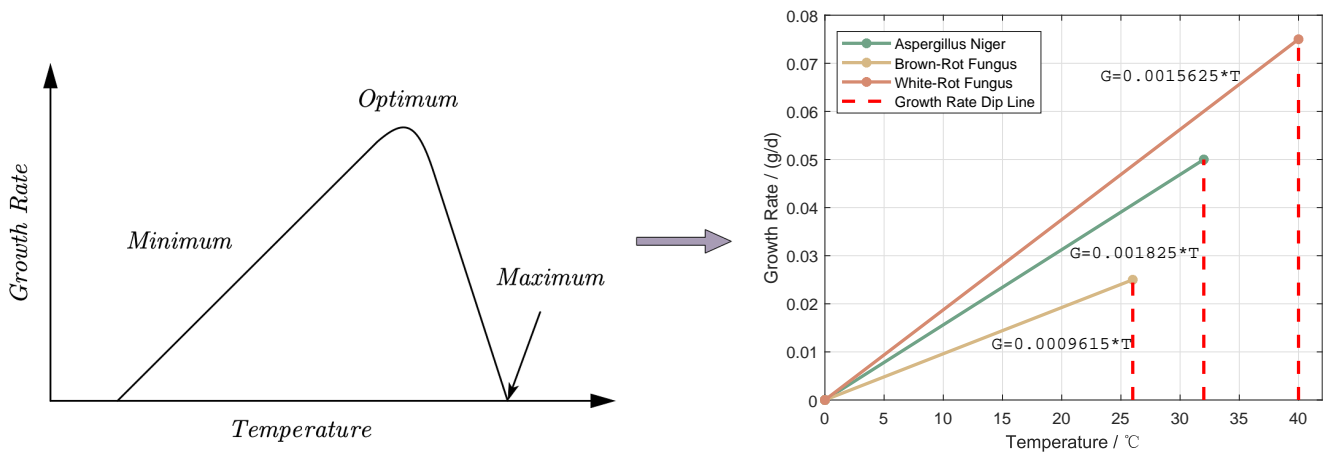 Optimum
Minimum
Maximum
Growth Rate
Temperature
0.08
0.07
0.06
0.05
0.04
0.03
0.02
0.01
0
Growth Rate / (g/d)
Aspergillus Niger
Brown-Rot Fungus
White-Rot Fungus
Growth Rate Dip Line
G=0.0015625*T
G=0.001825*T
G=0.0009615*T
0 5 10 15 20 25 30 35 40
Temperature / ℃